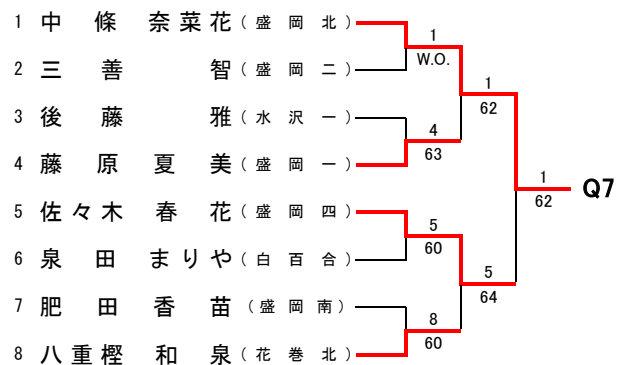 1 中條 奈菜花 (盛岡北)
1
2 三善 智 (盛岡二)
W.O.
1
62
3 後藤 雅 (水沢一)
4
4 藤原 夏美 (盛岡一)
63
1
62
Q7
5 佐々木 春花 (盛岡四)
5
6 泉田 まりや (白百合)
60
5
64
7 肥田 香苗 (盛岡南)
8
8 八重樫 和泉 (花巻北)
60